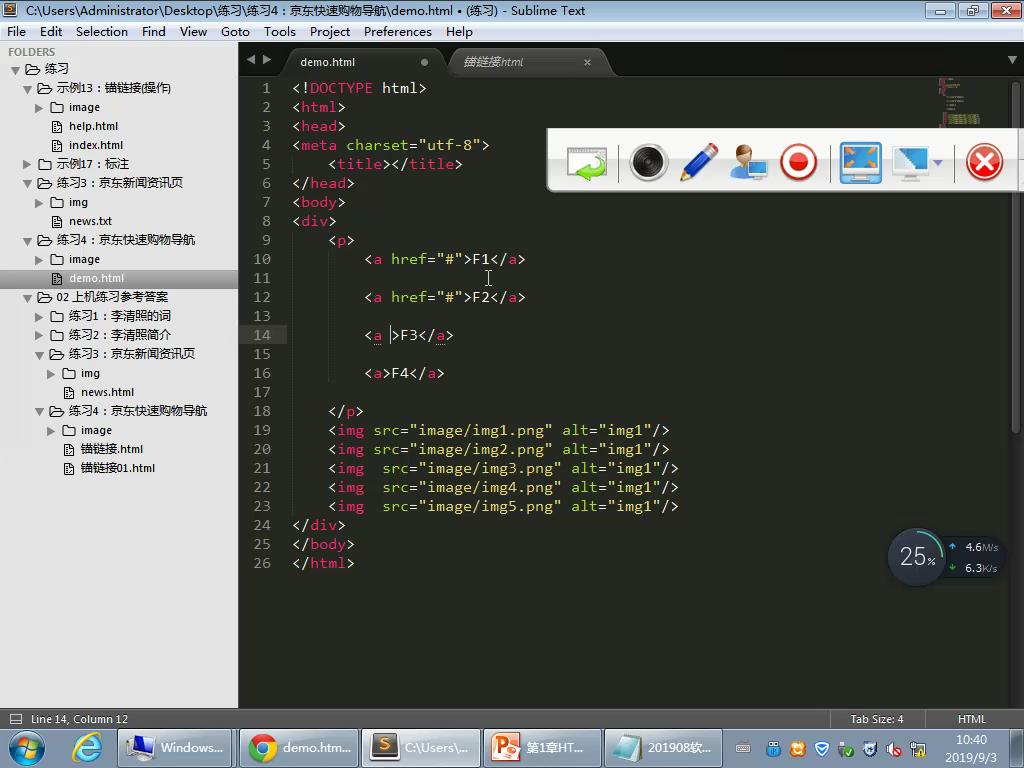 C:\Users\Administrator\Desktop\练习\练习4：京东快速购物导航\demo.html • (练习) - Sublime Text
File Edit Selection Find View Goto Tools Project Preferences Help
FOLDERS
练习
示例13：锚链接(操作)
image
help.html
index.html
示例17：标注
练习3：京东新闻资讯页
img
news.txt
练习4：京东快速购物导航
image
demo.html
02 上机练习参考答案
练习1：李清照的词
练习2：李清照简介
练习3：京东新闻资讯页
img
news.html
练习4：京东快速购物导航
image
锚链接.html
锚链接01.html
demo.html
锚链接html
1 <!DOCTYPE html>
2 <html>
3 <head>
4 <meta charset="utf-8">
5 <title></title>
6 </head>
7 <body>
8 <div>
9 <p>
10 <a href="#">F1</a>
11
12 <a href="#">F2</a>
13
14 <a >F3</a>
15
16 <a>F4</a>
17
18 </p>
19 <img src="image/img1.png" alt="img1"/>
20 <img src="image/img2.png" alt="img1"/>
21 <img  src="image/img3.png" alt="img1"/>
22 <img  src="image/img4.png" alt="img1"/>
23 <img  src="image/img5.png" alt="img1"/>
24 </div>
25 </body>
26 </html>
25%
4.6M/s
6.3K/s
Line 14, Column 12
Tab Size: 4
HTML
Windows...
demo.htm...
C:\Users\...
第1章HT...
201908软...
10:40
2019/9/3